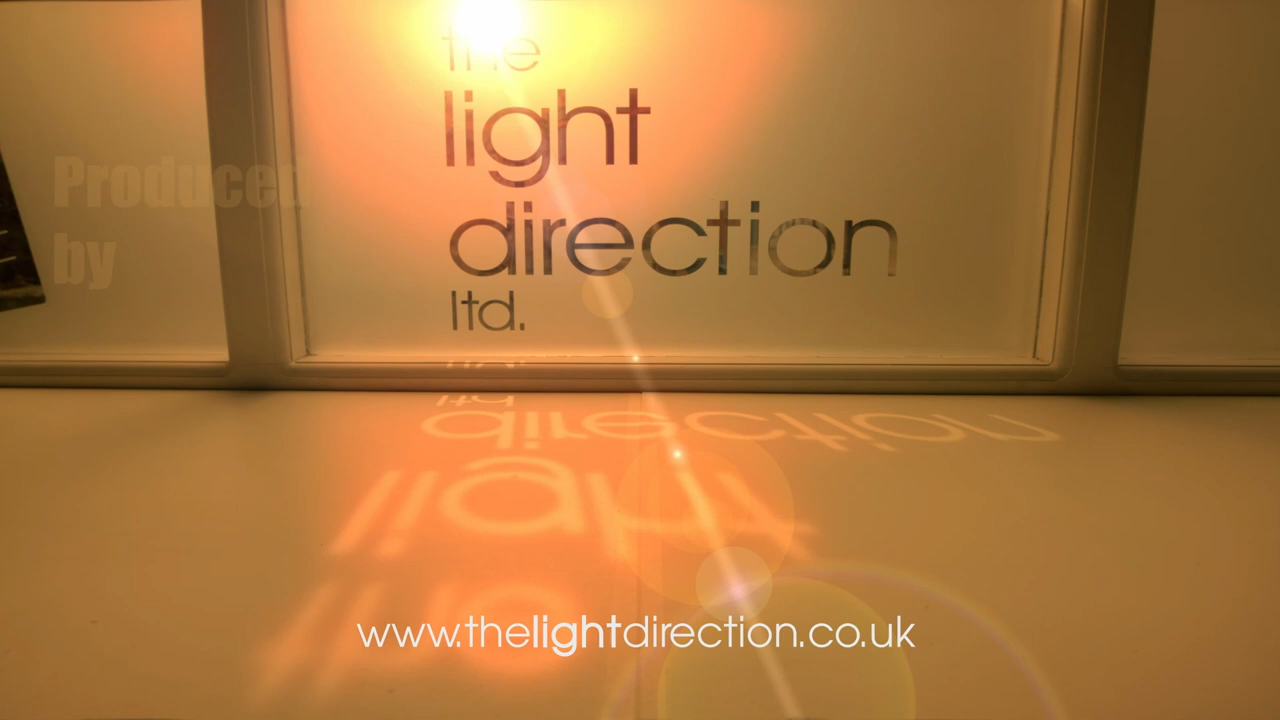 Produced
by
the
light
direction
ltd.
www.thelightdirection.co.uk